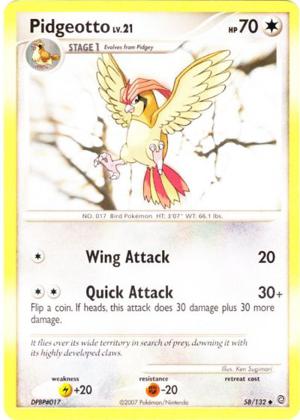 Pidgeotto LV.21 HP 70
STAGE 1 Evolves from Pidgey
NO. 017 Bird Pokémon HT: 3'07" WT: 66.1 lbs.
Wing Attack 20
Quick Attack 30+
Flip a coin. If heads, this attack does 30 damage plus 30 more
damage.
It flies over its wide territory in search of prey, downing it with
its highly developed claws.
Illus. Ken Sugimori
weakness resistance retreat cost
+20 -20
DPBP#017 ©2007 Pokémon/Nintendo 58/132